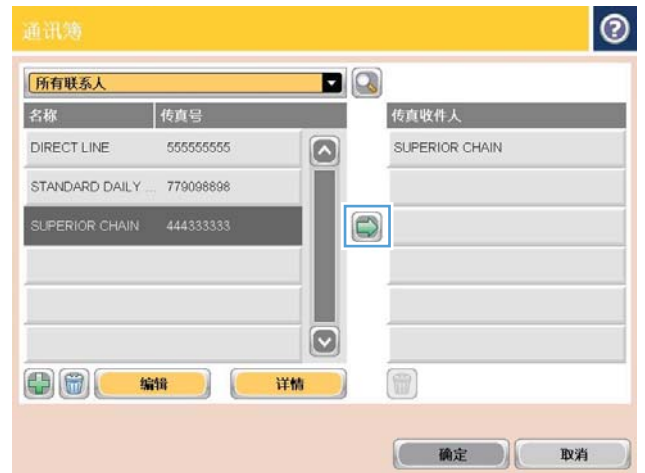 通讯簿
所有联系人
名称 传真号 传真收件人
DIRECT LINE 555555555 SUPERIOR CHAIN
STANDARD DAILY ... 779098898
SUPERIOR CHAIN 444333333
编辑 详情
确定 取消